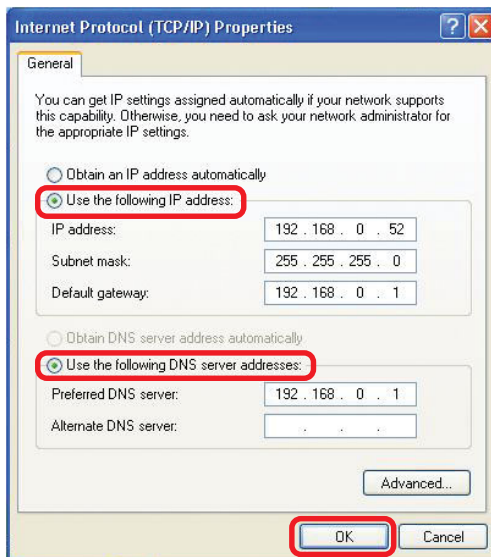 Internet Protocol (TCP/IP) Properties
General
You can get IP settings assigned automatically if your network supports
this capability. Otherwise, you need to ask your network administrator for
the appropriate IP settings.
Obtain an IP address automatically
Use the following IP address:
IP address: 192 . 168 . 0 . 52
Subnet mask: 255 . 255 . 255 . 0
Default gateway: 192 . 168 . 0 . 1
Obtain DNS server address automatically
Use the following DNS server addresses:
Preferred DNS server: 192 . 168 . 0 . 1
Alternate DNS server: . . .
Advanced...
OK Cancel